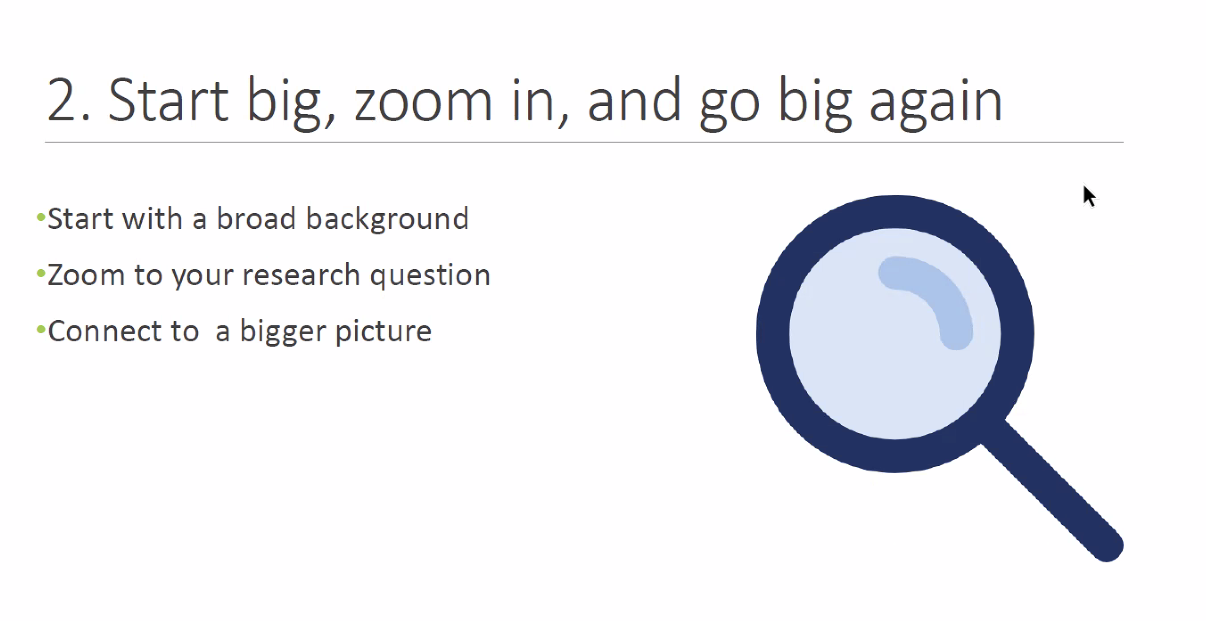 2. Start big, zoom in, and go big again
•Start with a broad background
•Zoom to your research question
•Connect to  a bigger picture